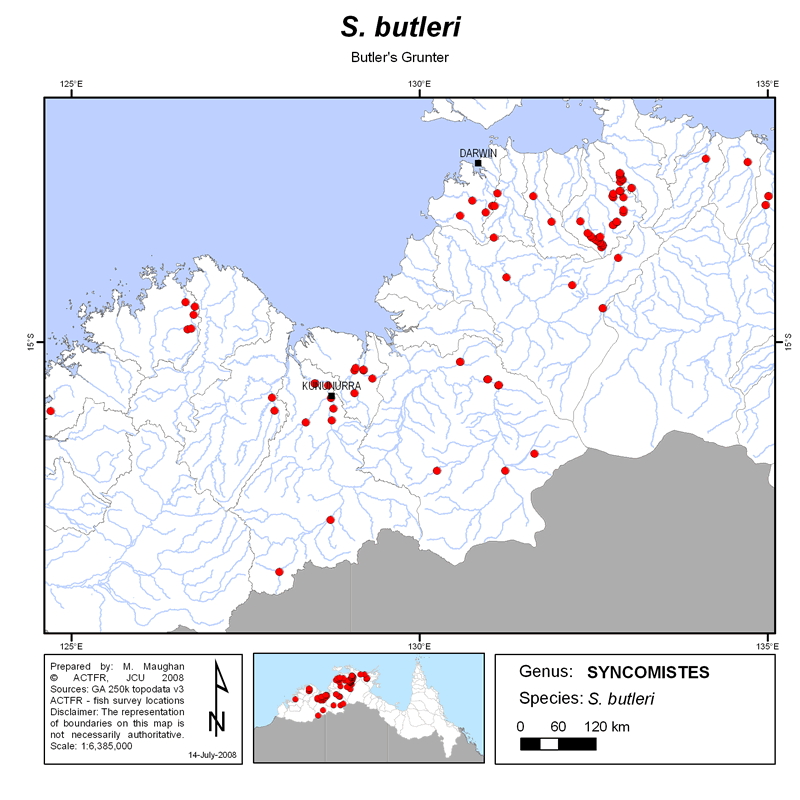 S. butleri
Butler's Grunter
125°E
130°E
135°E
DARWIN
15°S
15°S
KUNUNURRA
125°E
130°E
135°E
Prepared by: M. Maughan
© ACTFR, JCU 2008
Sources: GA 250k topodata v3
ACTFR - fish survey locations
Disclaimer: The representation
of boundaries on this map is
not necessarily authoritative.
Scale: 1:6,385,000
N
14-July-2008
Genus: SYNCOMISTES
Species: S. butleri
0 60 120 km